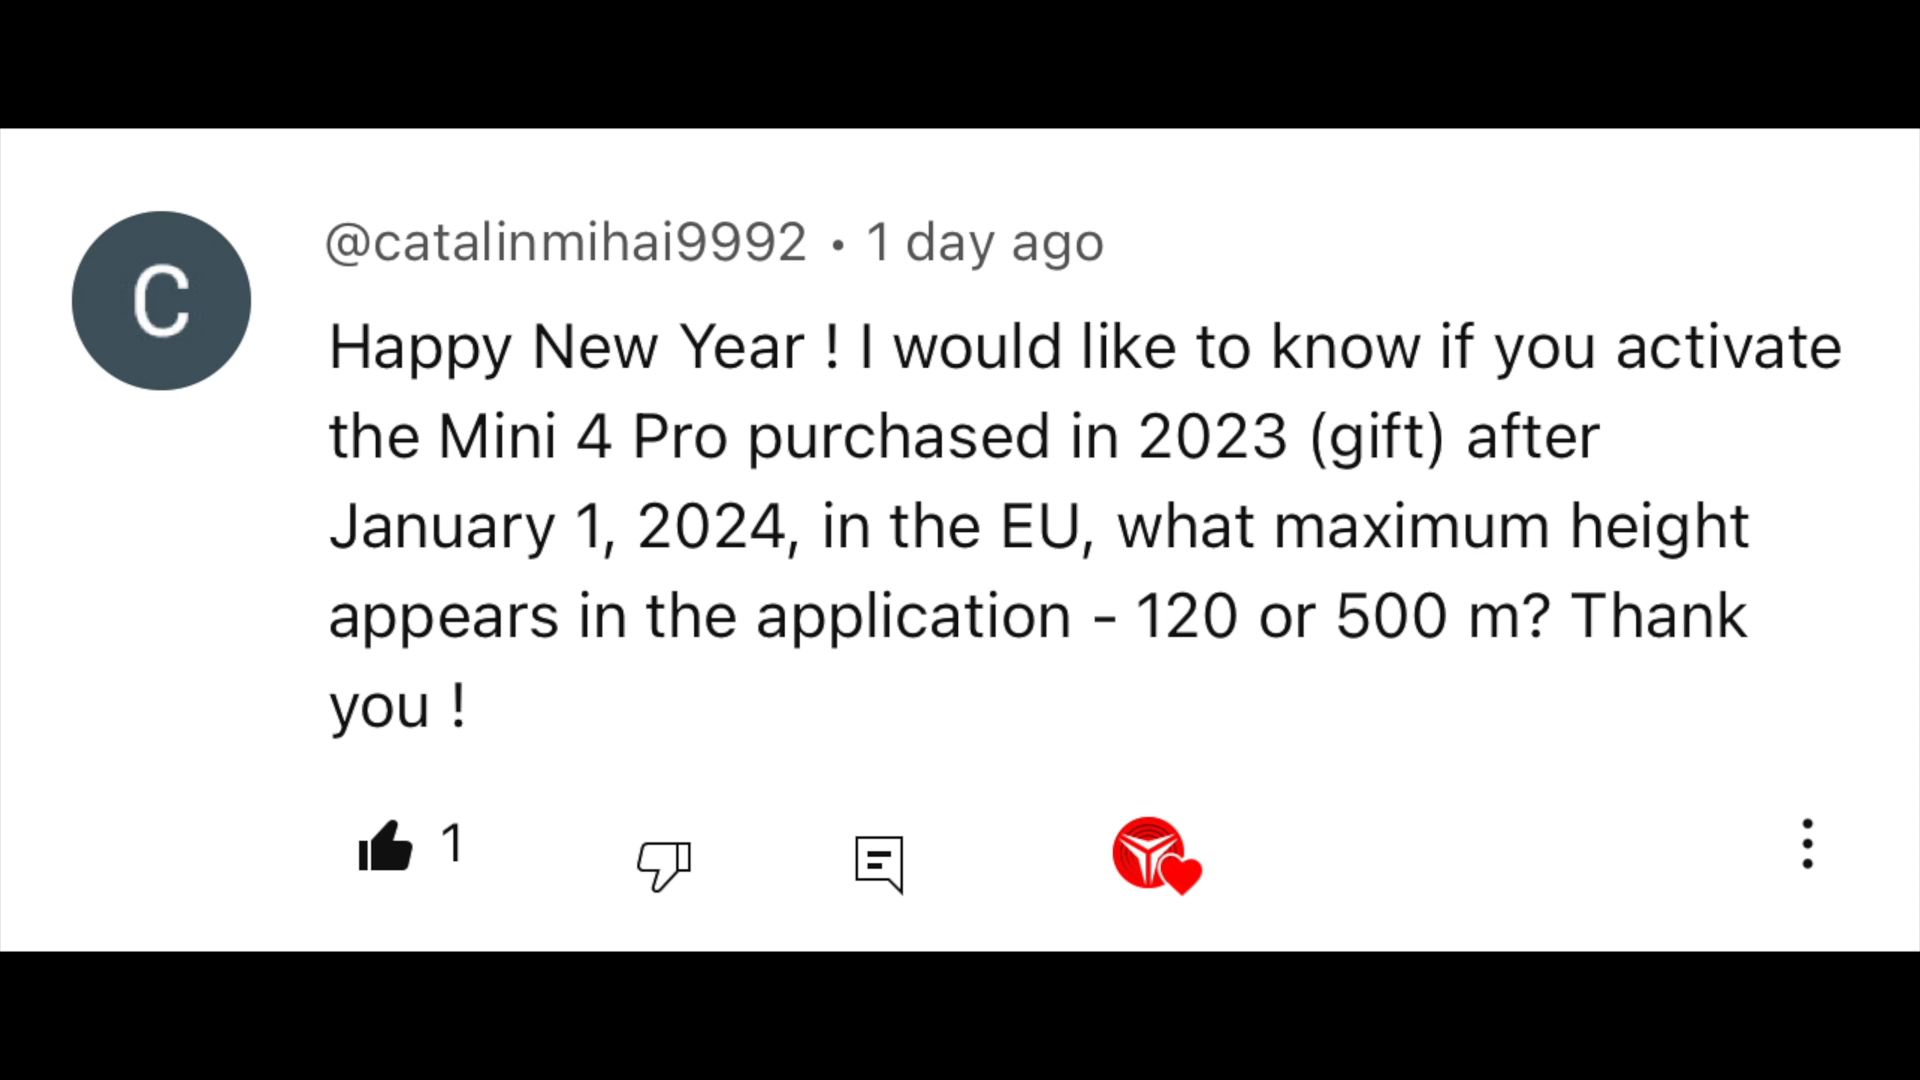 C
@catalinmihai9992 • 1 day ago
Happy New Year ! I would like to know if you activate
the Mini 4 Pro purchased in 2023 (gift) after
January 1, 2024, in the EU, what maximum height
appears in the application - 120 or 500 m? Thank
you !
1